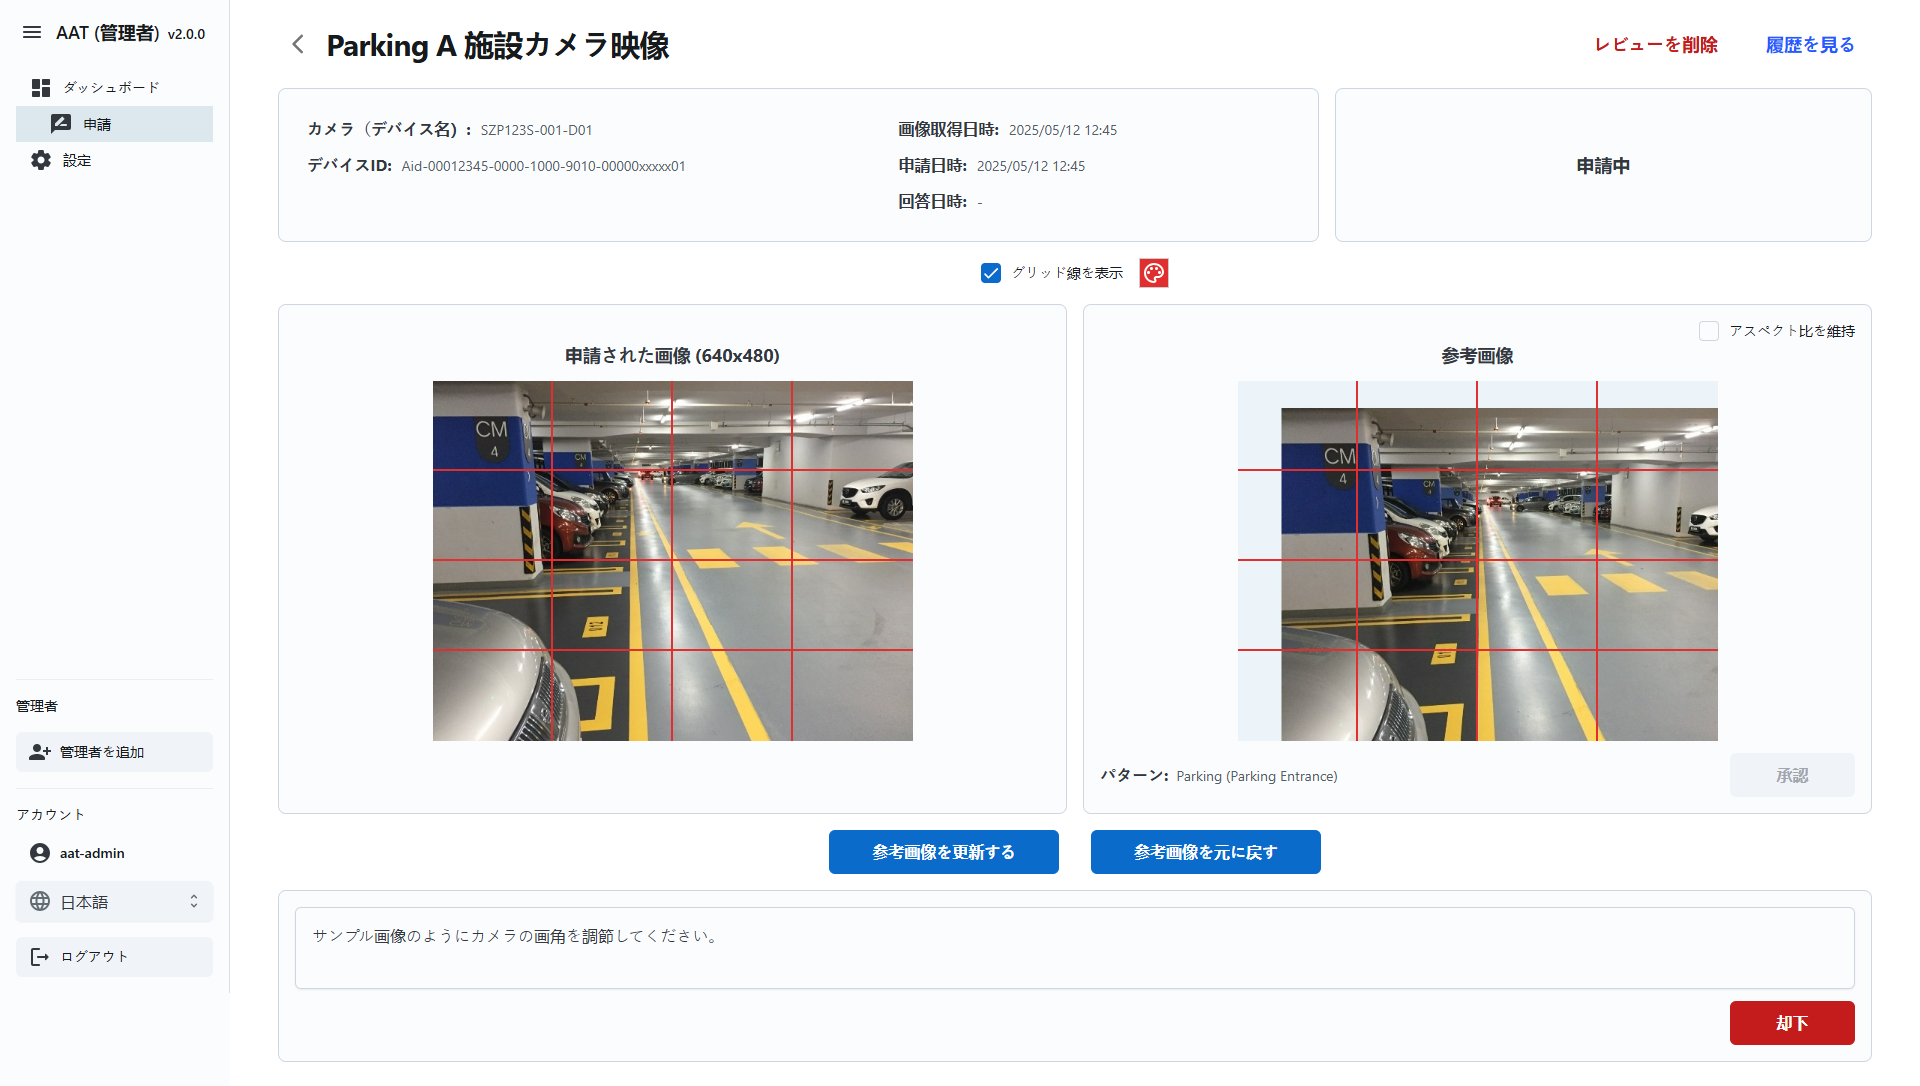 AAT (管理者) v2.0.0
ダッシュボード
申請
設定
管理者
管理者を追加
アカウント
aat-admin
日本語
ログアウト
Parking A 施設カメラ映像
レビューを削除
履歴を見る
カメラ（デバイス名）: SZP123S-001-D01
デバイスID: Aid-00012345-0000-1000-9010-00000xxxxx01
画像取得日時: 2025/05/12 12:45
申請日時: 2025/05/12 12:45
回答日時: -
申請中
グリッド線を表示
申請された画像 (640x480)
CM
4
CM
アスペクト比を維持
参考画像
CM
4
CM
パターン: Parking (Parking Entrance)
承認
参考画像を更新する
参考画像を元に戻す
サンプル画像のようにカメラの画角を調節してください。
却下